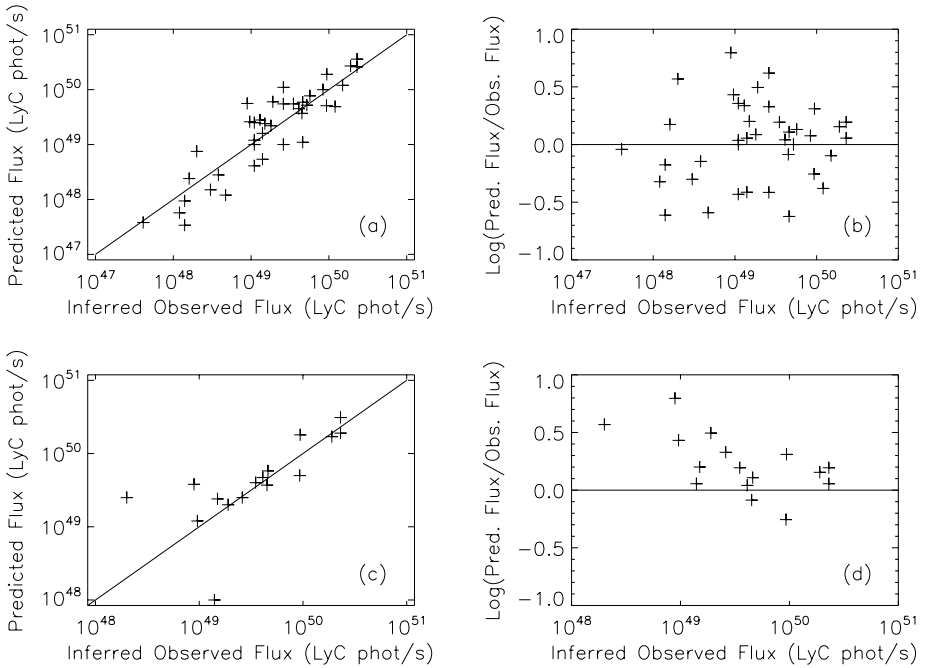 Predicted Flux (LyC phot/s)
10^51
10^50
10^49
10^48
10^47
(a)
10^47 10^48 10^49 10^50 10^51
Inferred Observed Flux (LyC phot/s)
Log(Pred. Flux/Obs. Flux)
1.0
0.5
0.0
−0.5
−1.0
(b)
10^47 10^48 10^49 10^50 10^51
Inferred Observed Flux (LyC phot/s)
Predicted Flux (LyC phot/s)
10^51
10^50
10^49
10^48
(c)
10^48 10^49 10^50 10^51
Inferred Observed Flux (LyC phot/s)
Log(Pred. Flux/Obs. Flux)
1.0
0.5
0.0
−0.5
−1.0
(d)
10^48 10^49 10^50 10^51
Inferred Observed Flux (LyC phot/s)